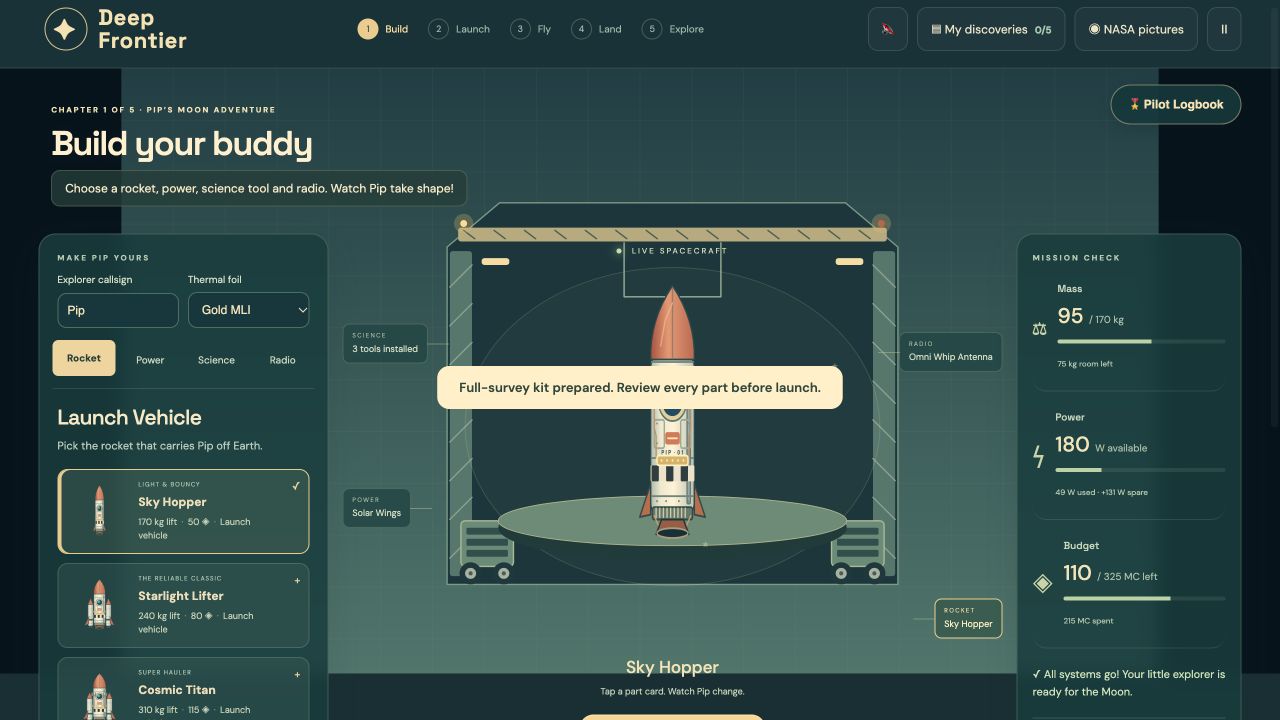 Deep
Frontier
1 Build
2 Launch
3 Fly
4 Land
5 Explore
My discoveries 0/5
NASA pictures
CHAPTER 1 OF 5 · PIP'S MOON ADVENTURE
Build your buddy
Choose a rocket, power, science tool and radio. Watch Pip take shape!
Pilot Logbook
MAKE PIP YOURS
Explorer callsign
Thermal foil
Pip
Gold MLI
Rocket
Power
Science
Radio
Launch Vehicle
Pick the rocket that carries Pip off Earth.
LIGHT & BOUNCY
Sky Hopper
170 kg lift · 50 ◈ · Launch
vehicle
THE RELIABLE CLASSIC
Starlight Lifter
240 kg lift · 80 ◈ · Launch
vehicle
SUPER HAULER
Cosmic Titan
310 kg lift · 115 ◈ · Launch
LIVE SPACECRAFT
SCIENCE
3 tools installed
RADIO
Omni Whip Antenna
Full-survey kit prepared. Review every part before launch.
PIP-01
POWER
Solar Wings
ROCKET
Sky Hopper
Sky Hopper
Tap a part card. Watch Pip change.
MISSION CHECK
Mass
95 / 170 kg
75 kg room left
Power
180 W available
49 W used · +131 W spare
Budget
110 / 325 MC left
215 MC spent
✓ All systems go! Your little explorer is
ready for the Moon.